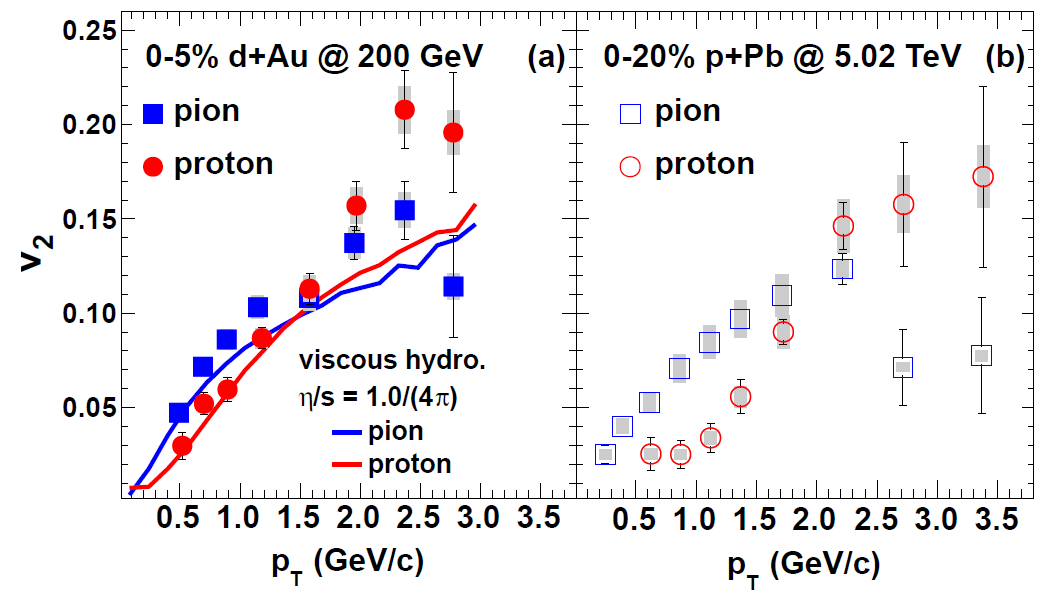 0-5% d+Au @ 200 GeV (a)
pion
proton
viscous hydro.
η/s = 1.0/(4π)
pion
proton
v2
0.25
0.20
0.15
0.10
0.05
0.5 1.0 1.5 2.0 2.5 3.0 3.5
pT (GeV/c)
0-20% p+Pb @ 5.02 TeV (b)
pion
proton
0.5 1.0 1.5 2.0 2.5 3.0 3.5
pT (GeV/c)